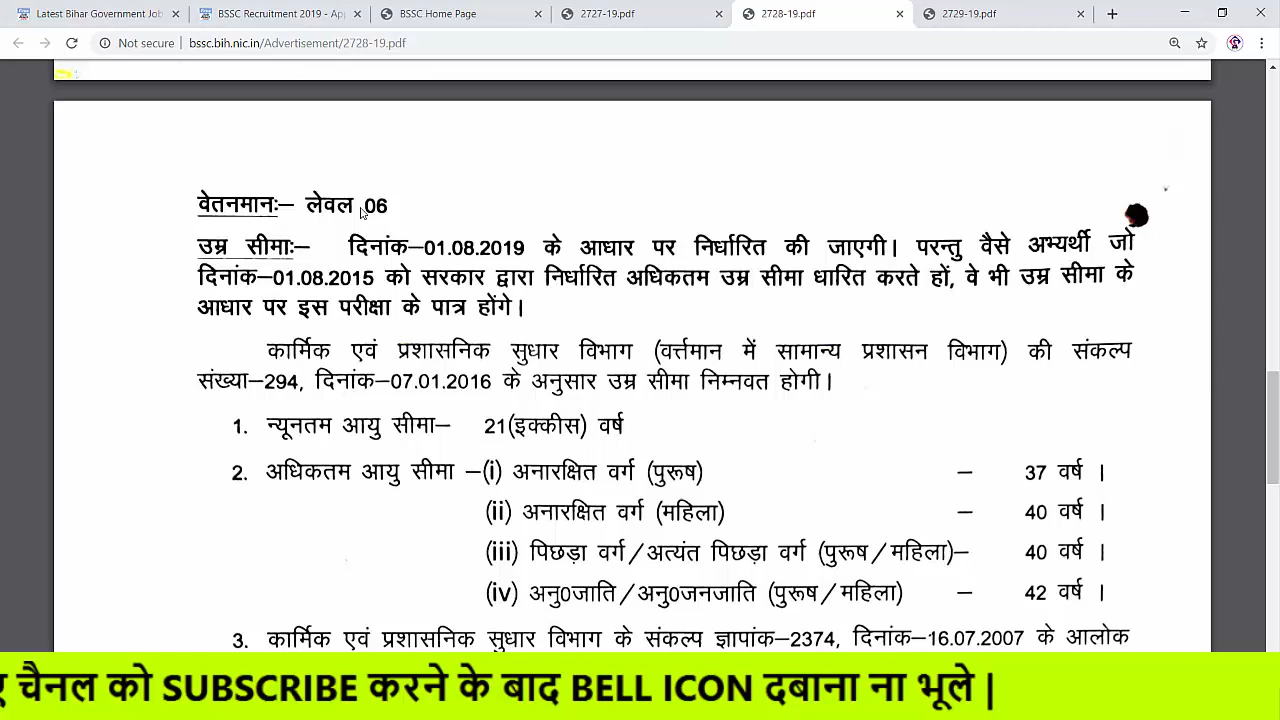 Latest Bihar Government Job
BSSC Recruitment 2019 - Ap
BSSC Home Page
2727-19.pdf
2728-19.pdf
2729-19.pdf
Not secure
bssc.bih.nic.in/Advertisement/2728-19.pdf
वेतनमानः– लेवल 06
उम्र सीमाः– दिनांक–01.08.2019 के आधार पर निर्धारित की जाएगी। परन्तु वैसे अभ्यर्थी जो
दिनांक–01.08.2015 को सरकार द्वारा निर्धारित अधिकतम उम्र सीमा धारित करते हों, वे भी उम्र सीमा के
आधार पर इस परीक्षा के पात्र होंगे।
कार्मिक एवं प्रशासनिक सुधार विभाग (वर्त्तमान में सामान्य प्रशासन विभाग) की संकल्प
संख्या–294, दिनांक–07.01.2016 के अनुसार उम्र सीमा निम्नवत होगी।
1. न्यूनतम आयु सीमा– 21(इक्कीस) वर्ष
2. अधिकतम आयु सीमा –(i) अनारक्षित वर्ग (पुरूष) – 37 वर्ष ।
(ii) अनारक्षित वर्ग (महिला) – 40 वर्ष ।
(iii) पिछड़ा वर्ग/अत्यंत पिछड़ा वर्ग (पुरूष/महिला)– 40 वर्ष ।
(iv) अनु0जाति/अनु0जनजाति (पुरूष/महिला) – 42 वर्ष ।
3. कार्मिक एवं प्रशासनिक सुधार विभाग के संकल्प ज्ञापांक–2374, दिनांक–16.07.2007 के आलोक
चैनल को SUBSCRIBE करने के बाद BELL ICON दबाना ना भूले |